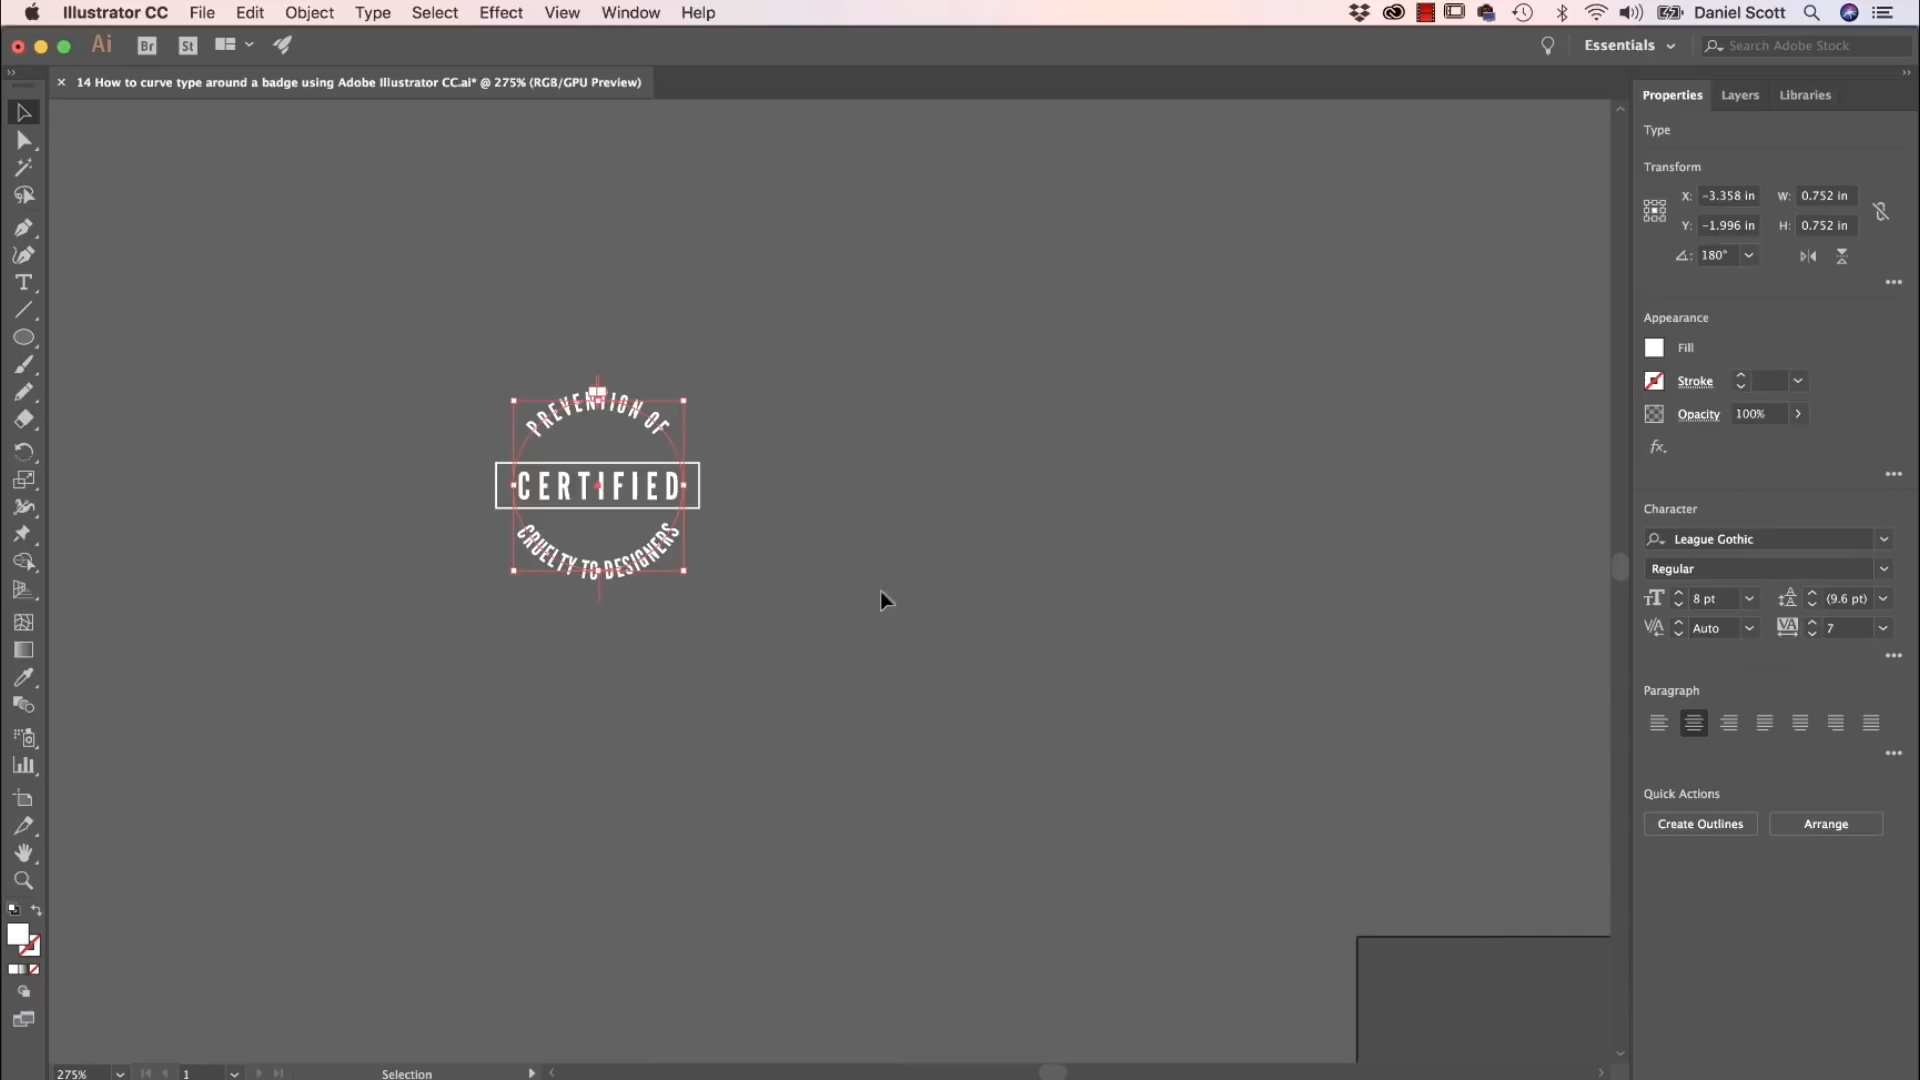 Illustrator CC File Edit Object Type Select Effect View Window Help Daniel Scott
Ai Br St Essentials Search Adobe Stock
14 How to curve type around a badge using Adobe Illustrator CC.ai* @ 275% (RGB/GPU Preview)
Properties Layers Libraries
Type
Transform
X: -3.358 in W: 0.752 in
Y: -1.996 in H: 0.752 in
180°
Appearance
Fill
Stroke
Opacity 100%
fx.
PREVENTION OF
CERTIFIED
CRUELTY TO DESIGNERS
Character
League Gothic
Regular
8 pt (9.6 pt)
Auto 7
Paragraph
Quick Actions
Create Outlines Arrange
275% 1 Selection